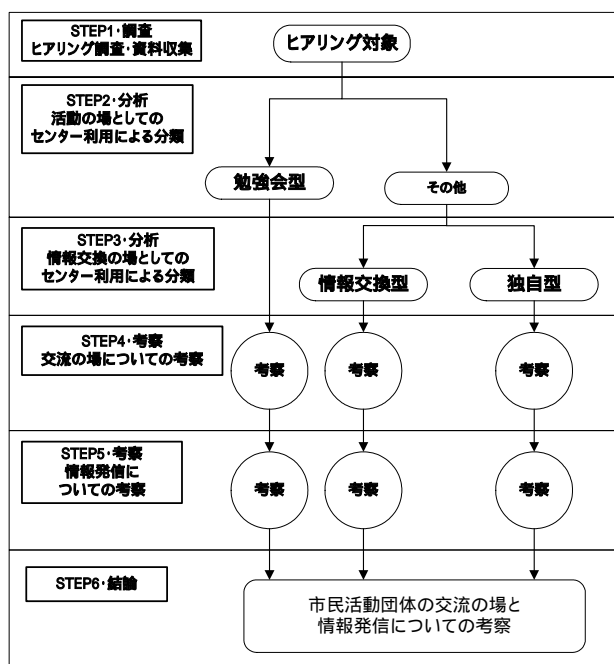 STEP1・調査
ヒアリング調査・資料収集
ヒアリング対象
STEP2・分析
活動の場としての
センター利用による分類
勉強会型
その他
STEP3・分析
情報交換の場としての
センター利用による分類
情報交換型
独自型
STEP4・考察
交流の場についての考察
考察
考察
考察
STEP5・考察
情報発信に
ついての考察
考察
考察
考察
STEP6・結論
市民活動団体の交流の場と
情報発信についての考察